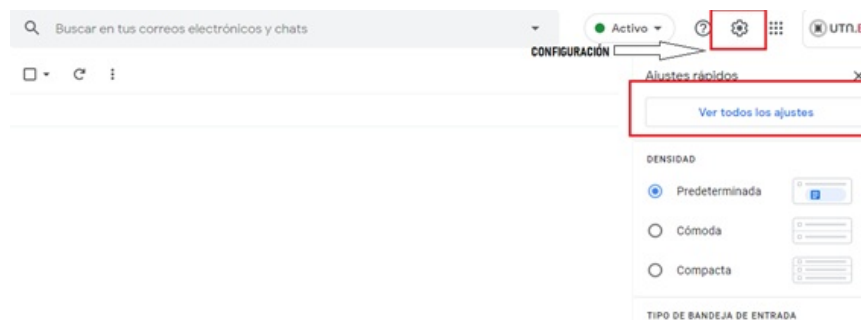 Buscar en tus correos electrónicos y chats
Activo
UTN.
CONFIGURACIÓN
Ajustes rápidos
Ver todos los ajustes
DENSIDAD
Predeterminada
Cómoda
Compacta
TIPO DE BANDEJA DE ENTRADA